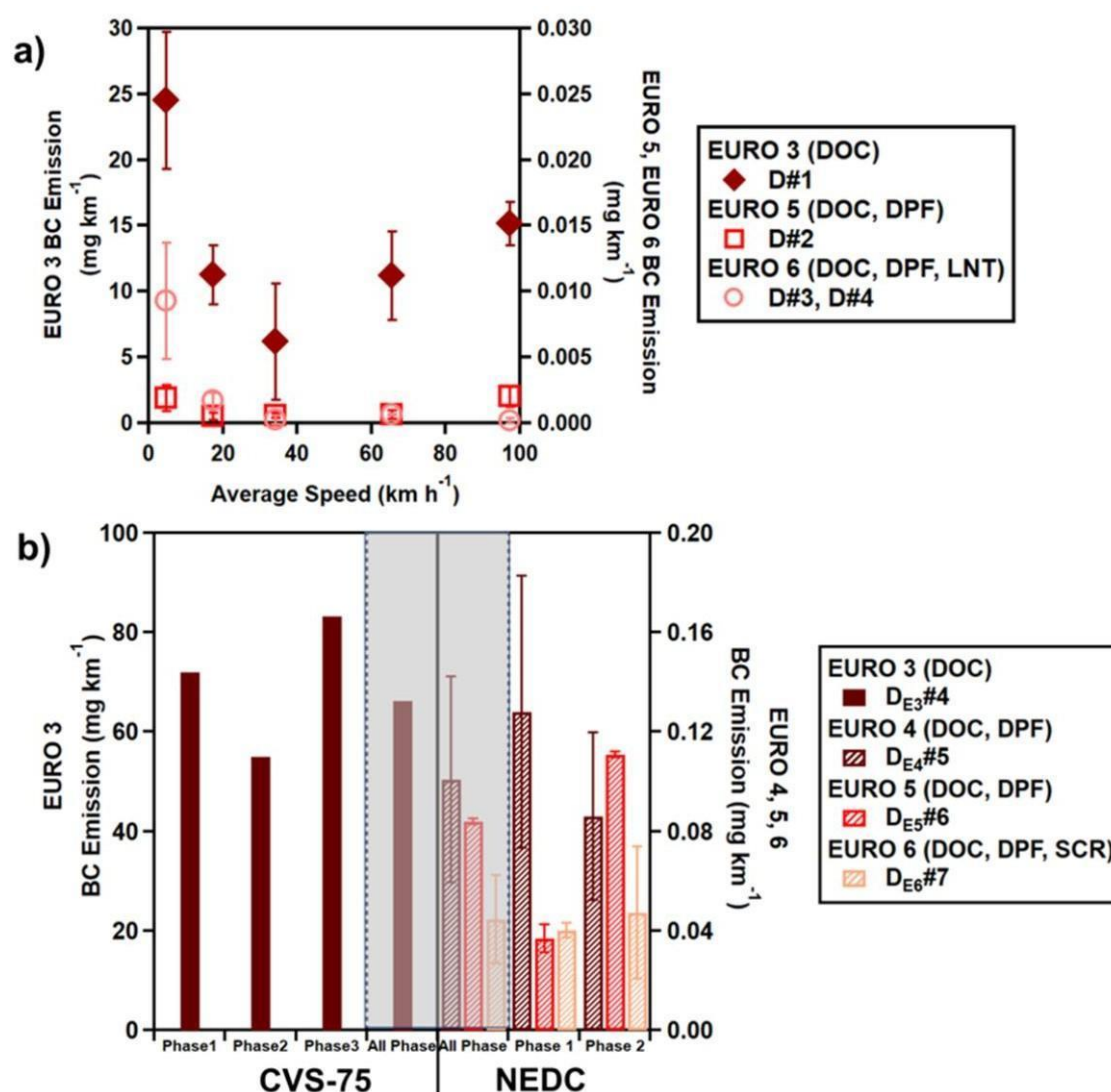 a)
EURO 3 BC Emission
(mg km-1)
30
25
20
15
10
5
0
0
20
40
60
80
100
Average Speed (km h-1)
0.030
0.025
0.020
0.015
0.010
0.005
0.000
EURO 5, EURO 6 BC Emission
(mg km-1)
EURO 3 (DOC)
D#1
EURO 5 (DOC, DPF)
D#2
EURO 6 (DOC, DPF, LNT)
D#3, D#4
b)
EURO 3
BC Emission (mg km-1)
100
80
60
40
20
0
Phase1
Phase2
Phase3
All Phase
All Phase
Phase 1
Phase 2
CVS-75
NEDC
0.20
0.16
0.12
0.08
0.04
0.00
EURO 4, 5, 6
BC Emission (mg km-1)
EURO 3 (DOC)
DE3#4
EURO 4 (DOC, DPF)
DE4#5
EURO 5 (DOC, DPF)
DE5#6
EURO 6 (DOC, DPF, SCR)
DE6#7